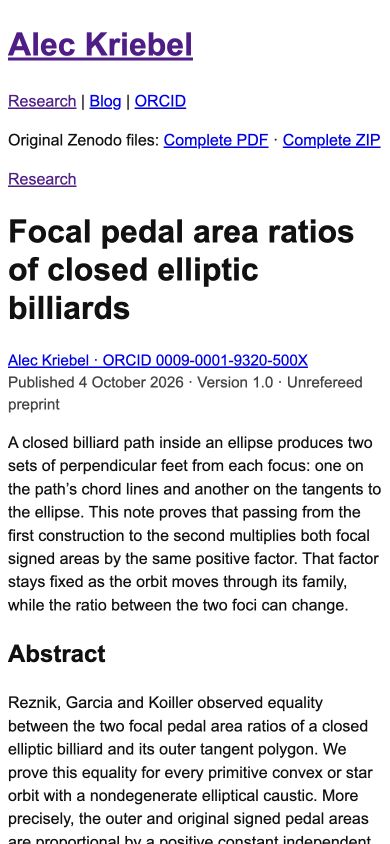 Alec Kriebel
Research | Blog | ORCID
Original Zenodo files: Complete PDF · Complete ZIP
Research
Focal pedal area ratios
of closed elliptic
billiards
Alec Kriebel · ORCID 0009-0001-9320-500X
Published 4 October 2026 · Version 1.0 · Unrefereed
preprint
A closed billiard path inside an ellipse produces two
sets of perpendicular feet from each focus: one on
the path’s chord lines and another on the tangents to
the ellipse. This note proves that passing from the
first construction to the second multiplies both focal
signed areas by the same positive factor. That factor
stays fixed as the orbit moves through its family,
while the ratio between the two foci can change.
Abstract
Reznik, Garcia and Koiller observed equality
between the two focal pedal area ratios of a closed
elliptic billiard and its outer tangent polygon. We
prove this equality for every primitive convex or star
orbit with a nondegenerate elliptical caustic. More
precisely, the outer and original signed pedal areas
are proportional by a positive constant independent